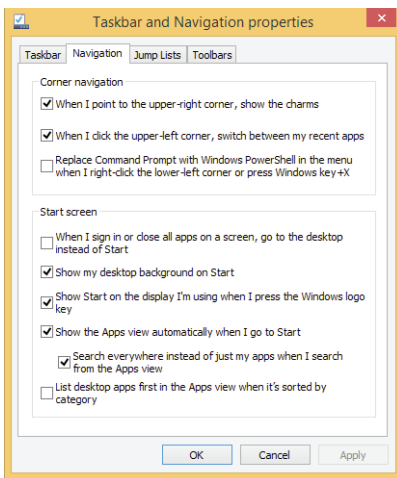 Taskbar and Navigation properties
Taskbar Navigation Jump Lists Toolbars
Corner navigation
When I point to the upper-right corner, show the charms
When I click the upper-left corner, switch between my recent apps
Replace Command Prompt with Windows PowerShell in the menu
when I right-click the lower-left corner or press Windows key+X
Start screen
When I sign in or close all apps on a screen, go to the desktop
instead of Start
Show my desktop background on Start
Show Start on the display I'm using when I press the Windows logo
key
Show the Apps view automatically when I go to Start
Search everywhere instead of just my apps when I search
from the Apps view
List desktop apps first in the Apps view when it's sorted by
category
OK Cancel Apply